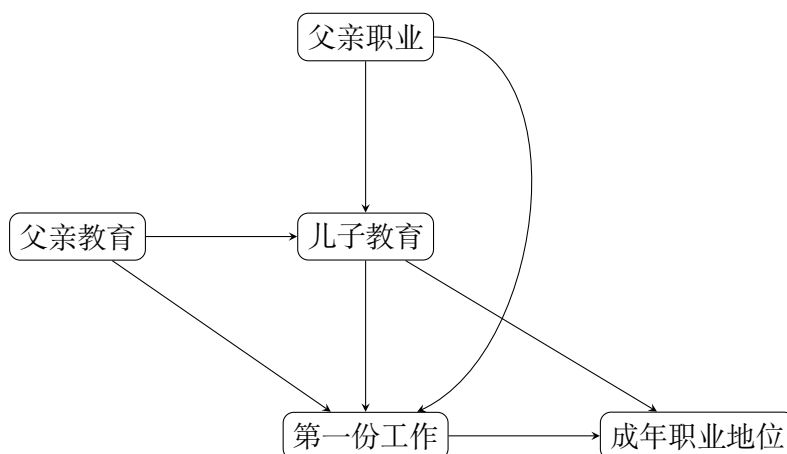 父亲职业
父亲教育
儿子教育
第一份工作
成年职业地位